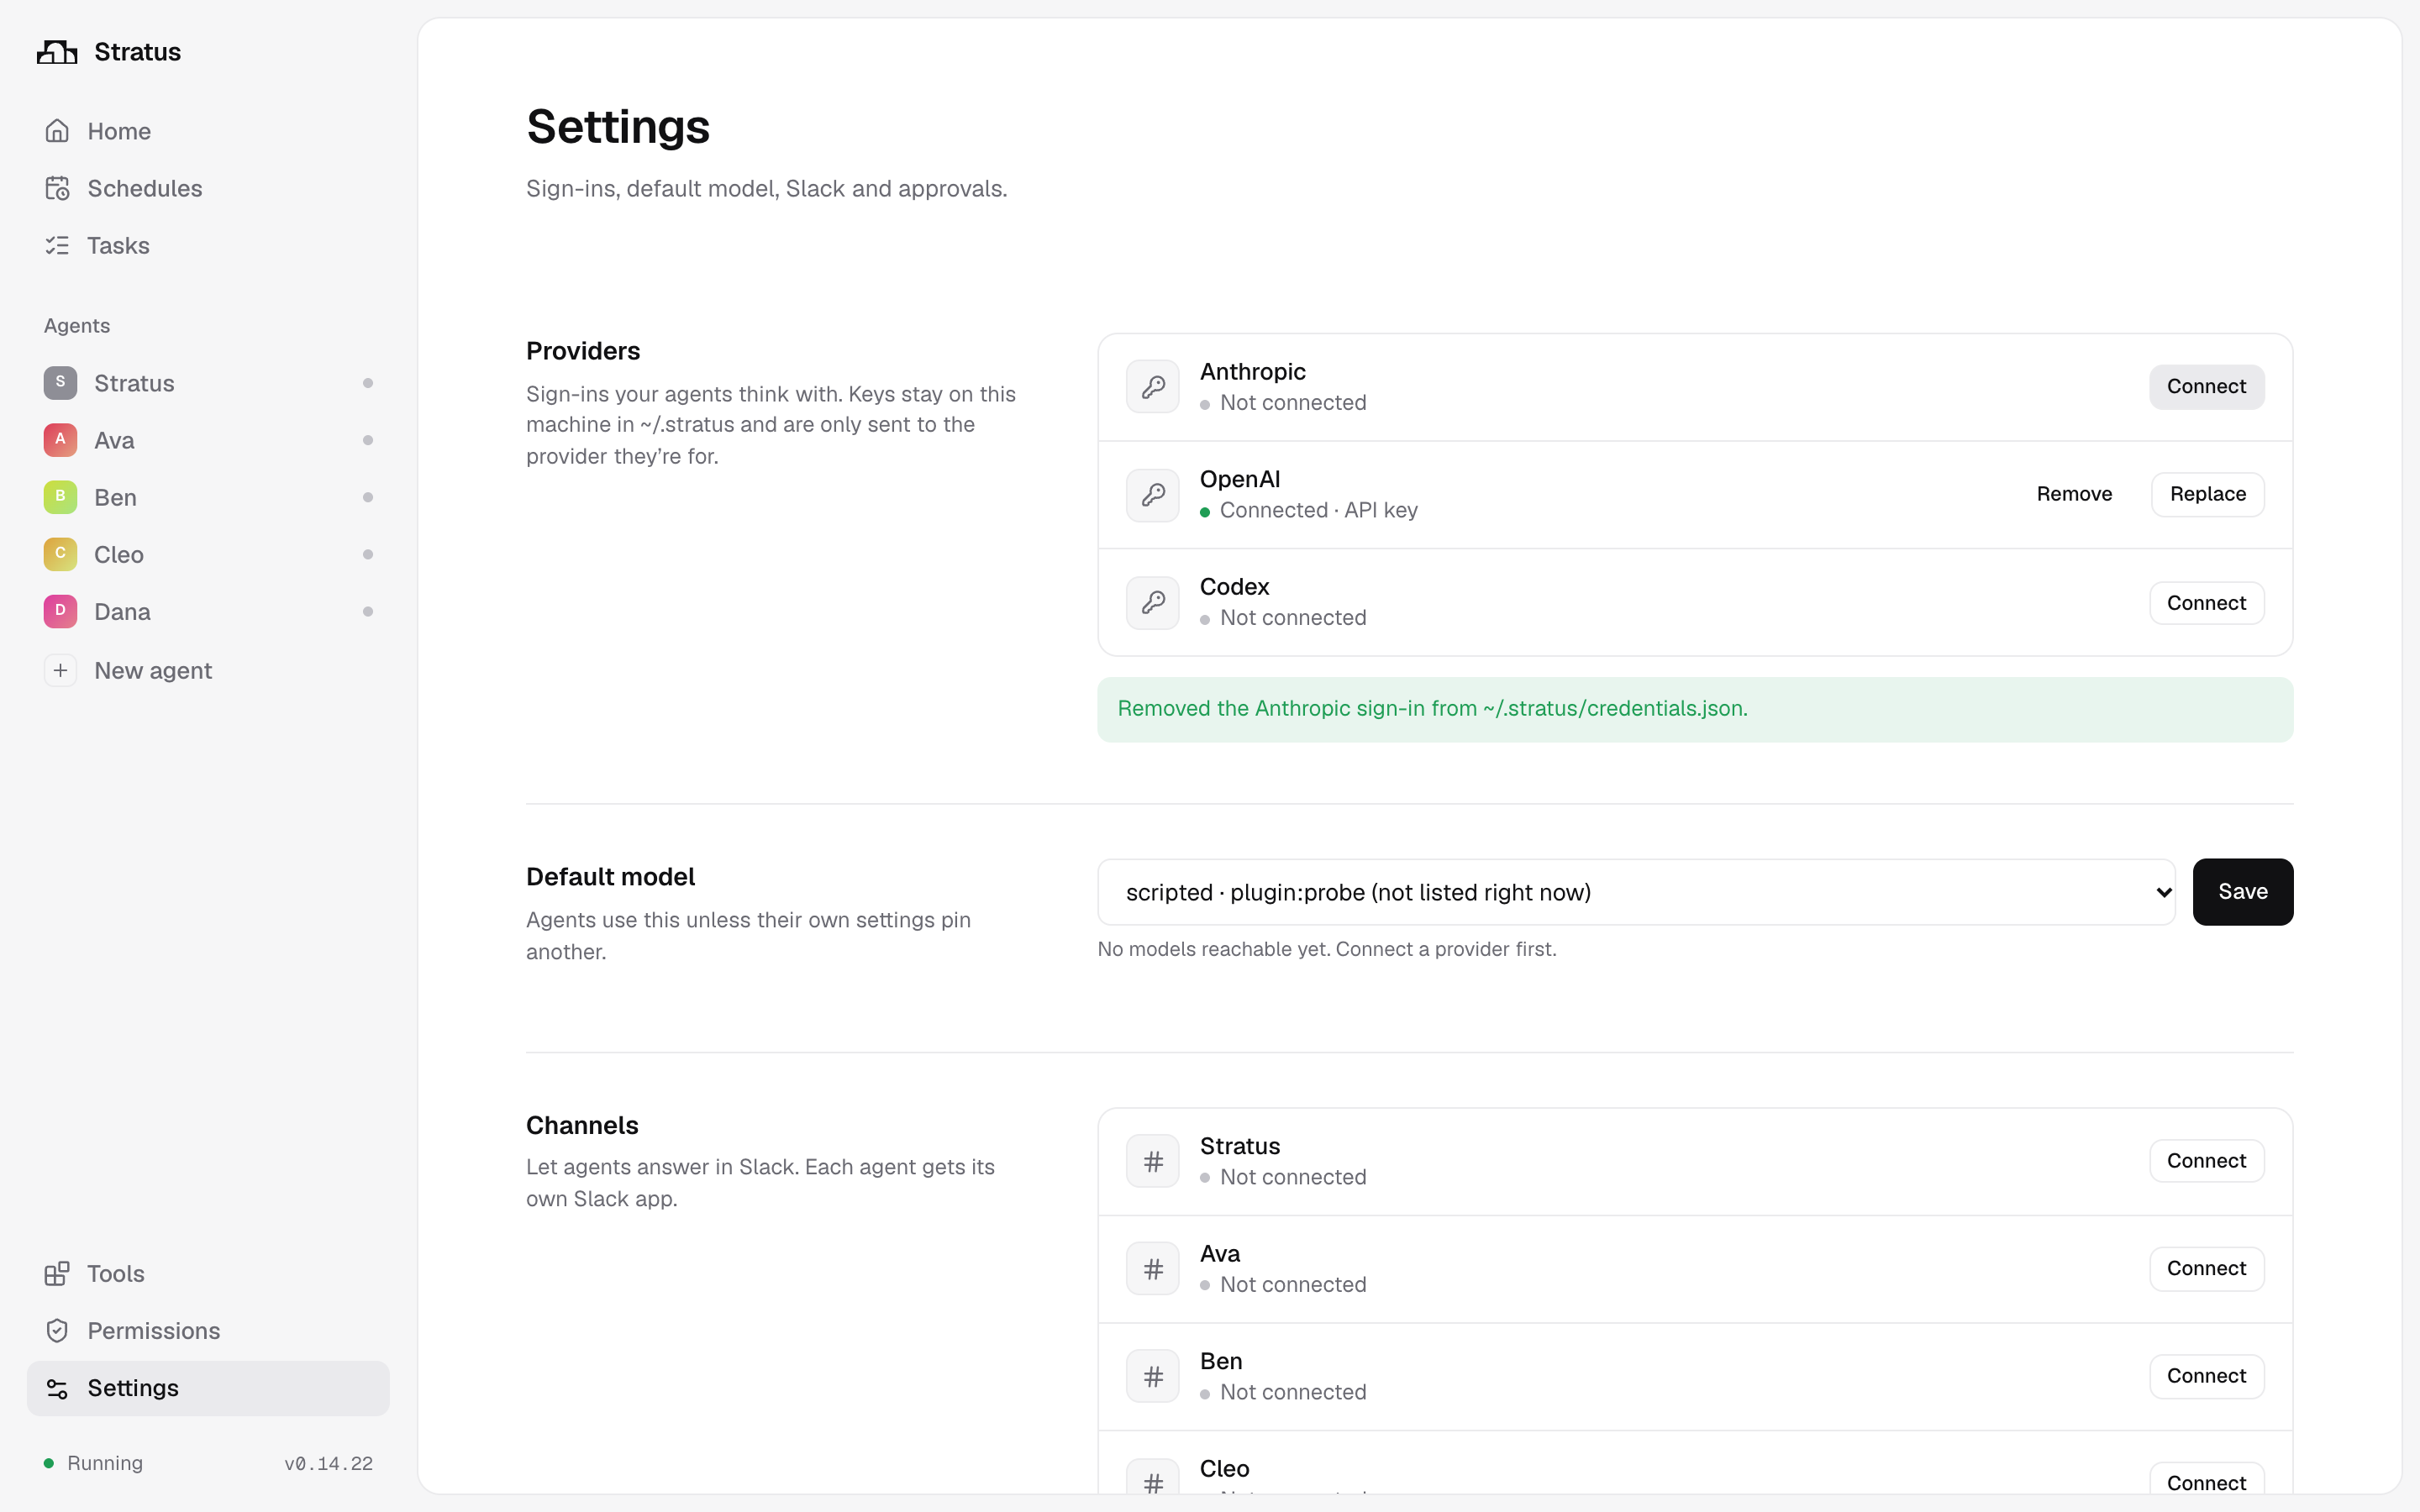 Stratus
Home
Schedules
Tasks
Agents
S Stratus
A Ava
B Ben
C Cleo
D Dana
New agent
Tools
Permissions
Settings
Running v0.14.22
Settings
Sign-ins, default model, Slack and approvals.
Providers
Sign-ins your agents think with. Keys stay on this
machine in ~/.stratus and are only sent to the
provider they’re for.
Anthropic
Not connected
Connect
OpenAI
Connected · API key
Remove Replace
Codex
Not connected
Connect
Removed the Anthropic sign-in from ~/.stratus/credentials.json.
Default model
Agents use this unless their own settings pin
another.
scripted · plugin:probe (not listed right now)
Save
No models reachable yet. Connect a provider first.
Channels
Let agents answer in Slack. Each agent gets its
own Slack app.
# Stratus
Not connected
Connect
# Ava
Not connected
Connect
# Ben
Not connected
Connect
# Cleo
Connect